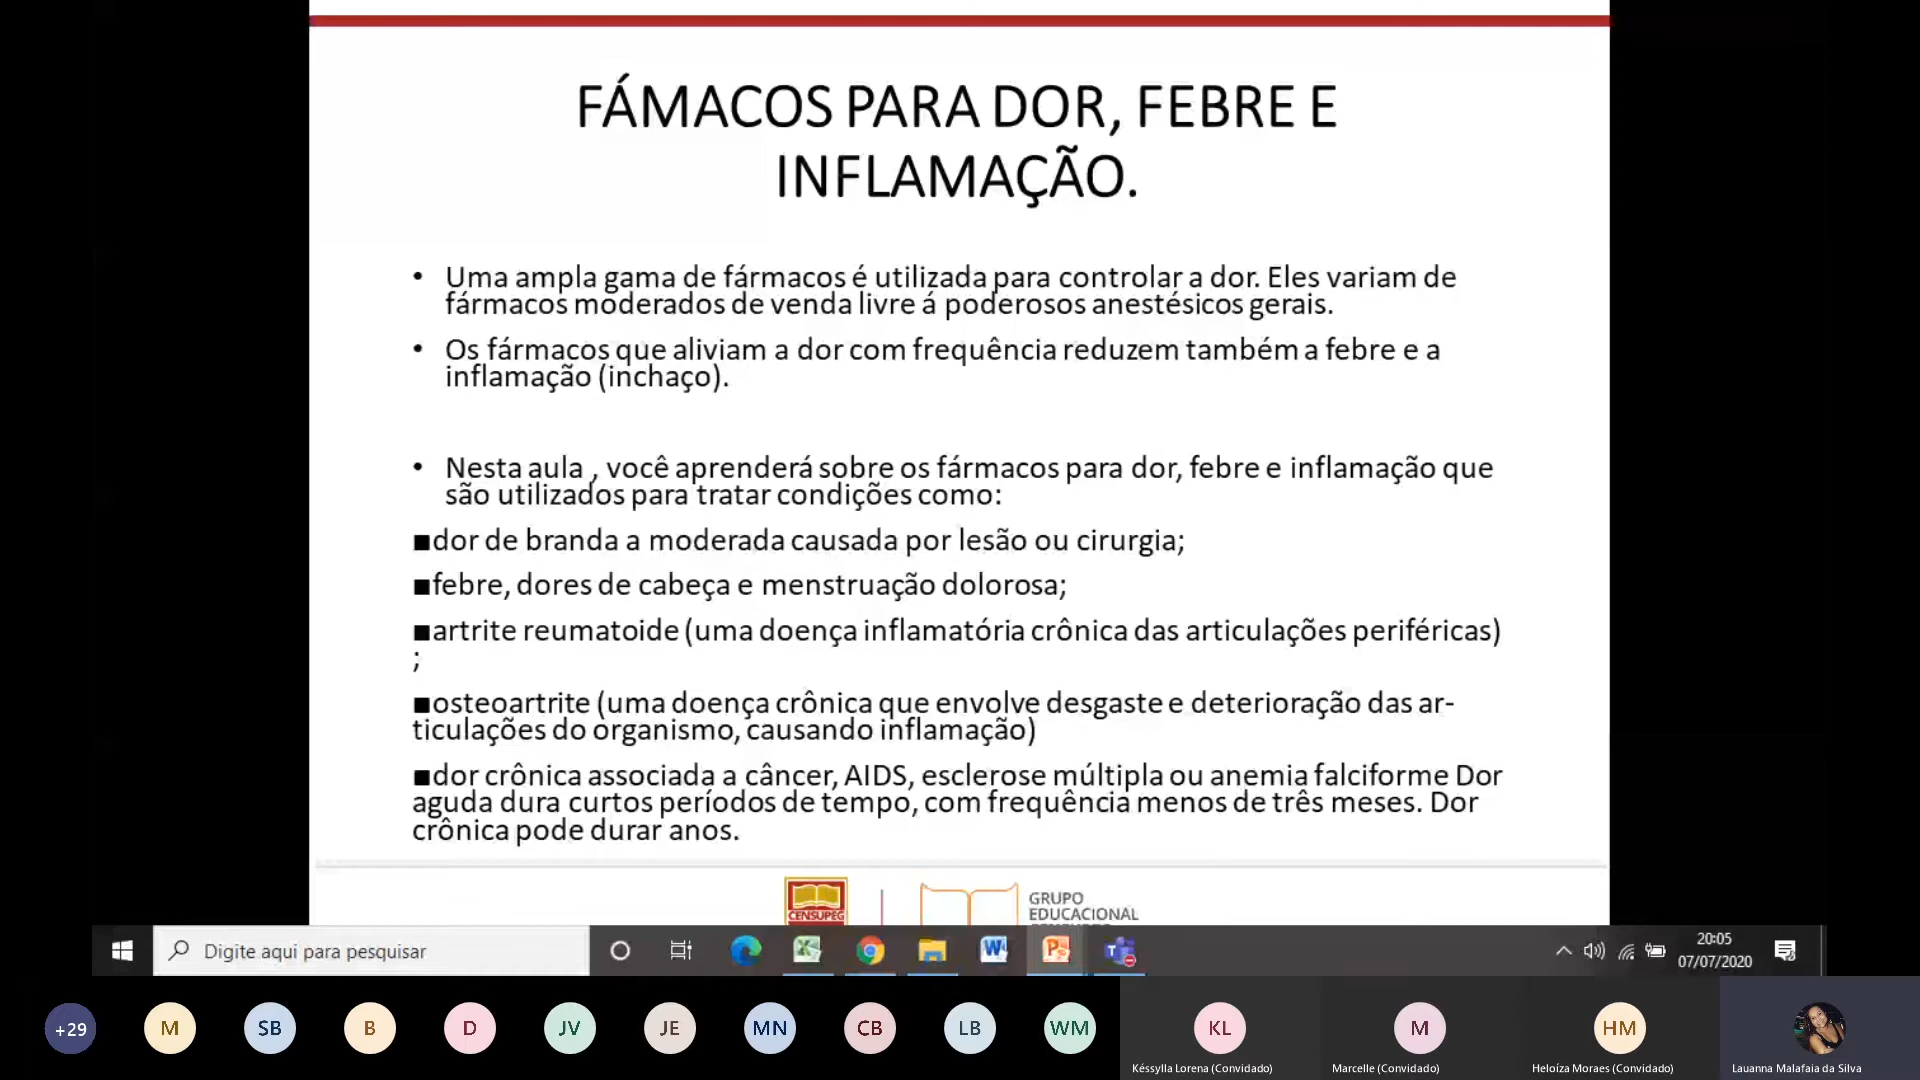 FÁMACOS PARA DOR, FEBRE E
INFLAMAÇÃO.
• Uma ampla gama de fármacos é utilizada para controlar a dor. Eles variam de
fármacos moderados de venda livre á poderosos anestésicos gerais.
• Os fármacos que aliviam a dor com frequência reduzem também a febre e a
inflamação (inchaço).
• Nesta aula , você aprenderá sobre os fármacos para dor, febre e inflamação que
são utilizados para tratar condições como:
■dor de branda a moderada causada por lesão ou cirurgia;
■febre, dores de cabeça e menstruação dolorosa;
■artrite reumatoide (uma doença inflamatória crônica das articulações periféricas)
;
■osteoartrite (uma doença crônica que envolve desgaste e deterioração das ar-
ticulações do organismo, causando inflamação)
■dor crônica associada a câncer, AIDS, esclerose múltipla ou anemia falciforme Dor
aguda dura curtos períodos de tempo, com frequência menos de três meses. Dor
crônica pode durar anos.
CENSUPEG
GRUPO
EDUCACIONAL
Digite aqui para pesquisar
20:05
07/07/2020
+29 M SB B D JV JE MN CB LB WM KL M HM
Késsylla Lorena (Convidado) Marcelle (Convidado) Heloíza Moraes (Convidado) Lauanna Malafaia da Silva